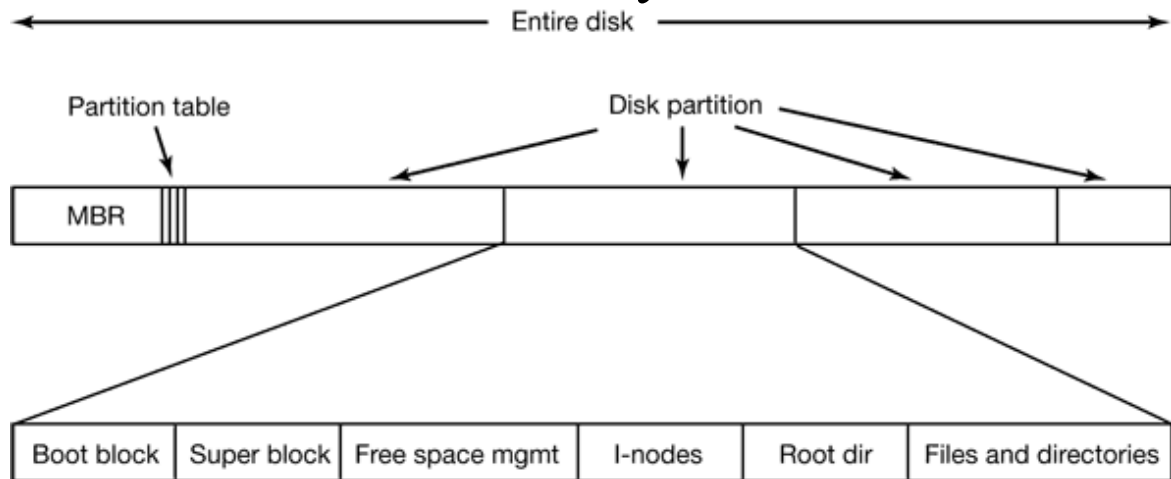 Entire disk
Partition table
Disk partition
MBR
Boot block
Super block
Free space mgmt
I-nodes
Root dir
Files and directories